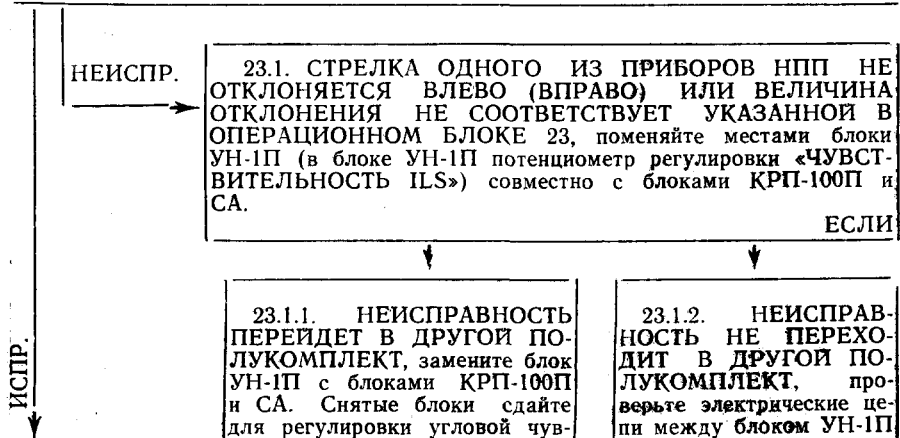 НЕИСПР.
23.1. СТРЕЛКА ОДНОГО ИЗ ПРИБОРОВ НПП НЕ
ОТКЛОНЯЕТСЯ ВЛЕВО (ВПРАВО) ИЛИ ВЕЛИЧИНА
ОТКЛОНЕНИЯ НЕ СООТВЕТСТВУЕТ УКАЗАННОЙ В
ОПЕРАЦИОННОМ БЛОКЕ 23, поменяйте местами блоки
УН-1П (в блоке УН-1П потенциометр регулировки «ЧУВСТ-
ВИТЕЛЬНОСТЬ ILS») совместно с блоками КРП-100П и
СА.
ЕСЛИ
23.1.1. НЕИСПРАВНОСТЬ
ПЕРЕЙДЕТ В ДРУГОЙ ПО-
ЛУКОМПЛЕКТ, замените блок
УН-1П с блоками КРП-100П
и СА. Снятые блоки сдайте
для регулировки угловой чув-
23.1.2. НЕИСПРАВ-
НОСТЬ НЕ ПЕРЕХО-
ДИТ В ДРУГОЙ ПО-
ЛУКОМПЛЕКТ, про-
верьте электрические це-
пи между блоком УН-1П
ИСПР.